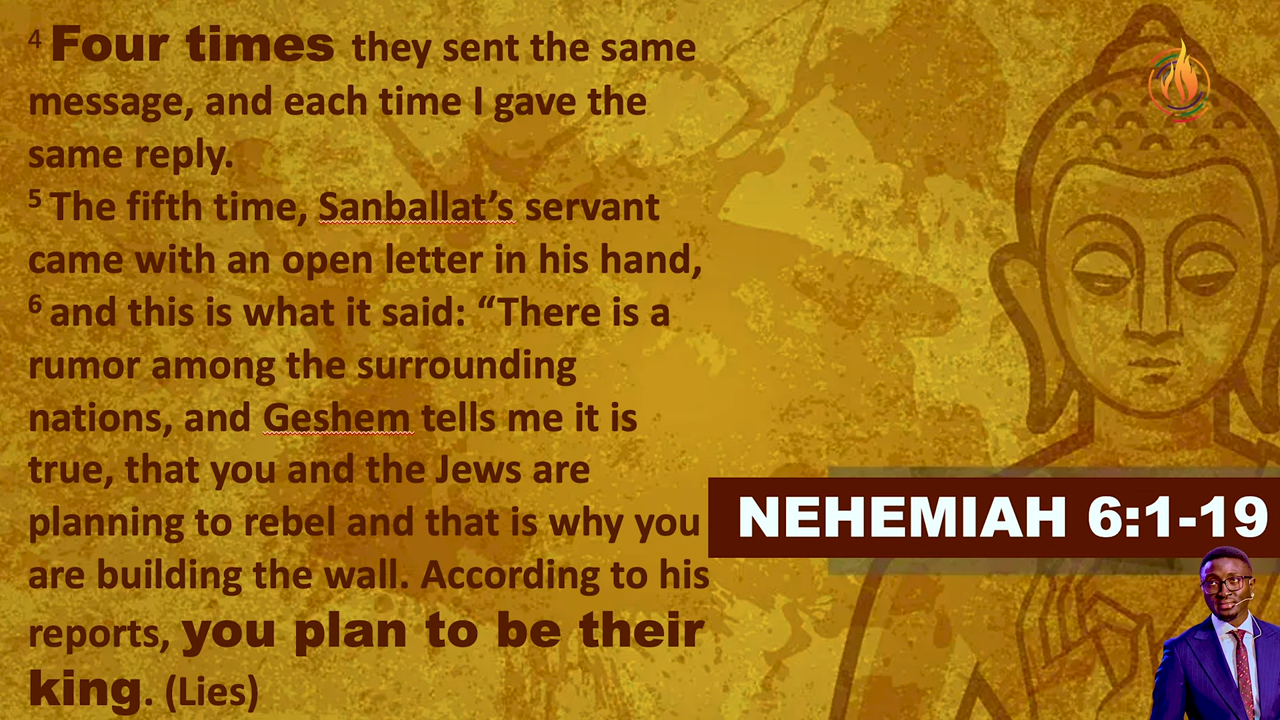 4 Four times they sent the same
message, and each time I gave the
same reply.
5 The fifth time, Sanballat’s servant
came with an open letter in his hand,
6 and this is what it said: “There is a
rumor among the surrounding
nations, and Geshem tells me it is
true, that you and the Jews are
planning to rebel and that is why you
are building the wall. According to his
reports, you plan to be their
king. (Lies)
NEHEMIAH 6:1-19